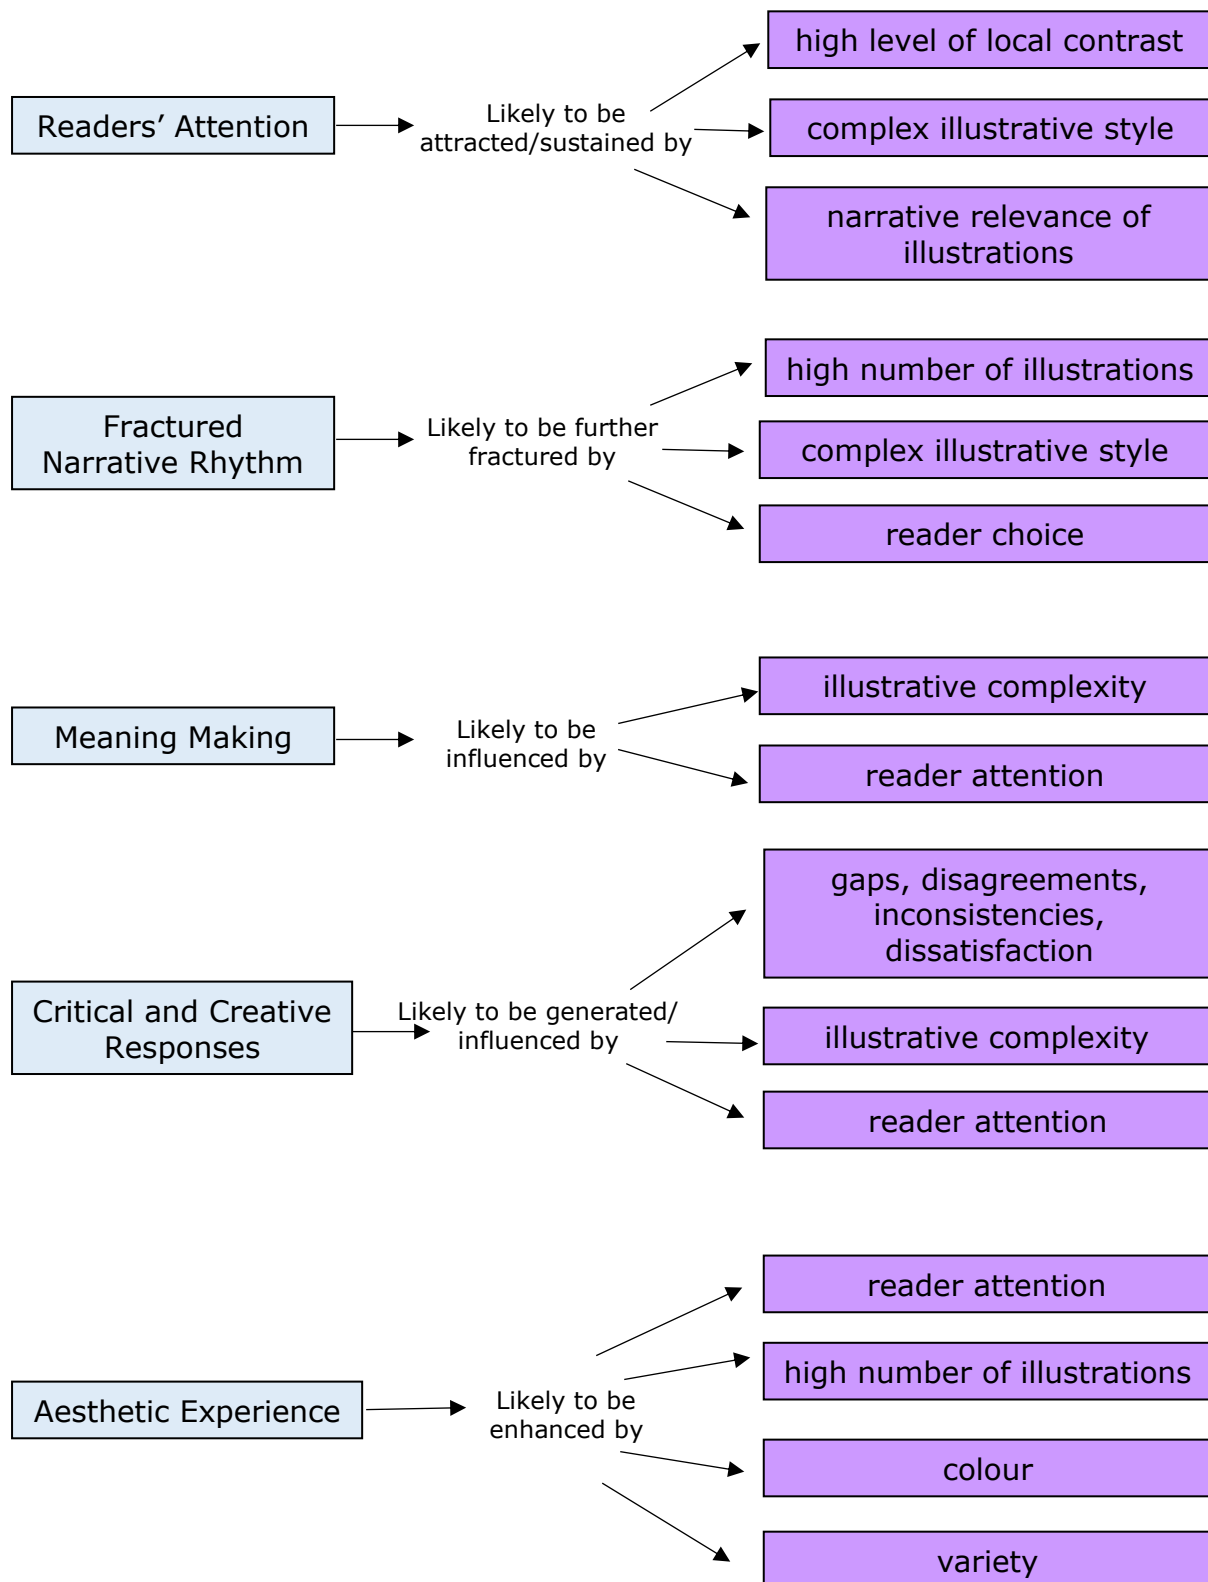 Readers’ Attention
Likely to be
attracted/sustained by
high level of local contrast
complex illustrative style
narrative relevance of
illustrations
Fractured
Narrative Rhythm
Likely to be further
fractured by
high number of illustrations
complex illustrative style
reader choice
Meaning Making
Likely to be
influenced by
illustrative complexity
reader attention
Critical and Creative
Responses
Likely to be generated/
influenced by
gaps, disagreements,
inconsistencies,
dissatisfaction
illustrative complexity
reader attention
Aesthetic Experience
Likely to be
enhanced by
reader attention
high number of illustrations
colour
variety